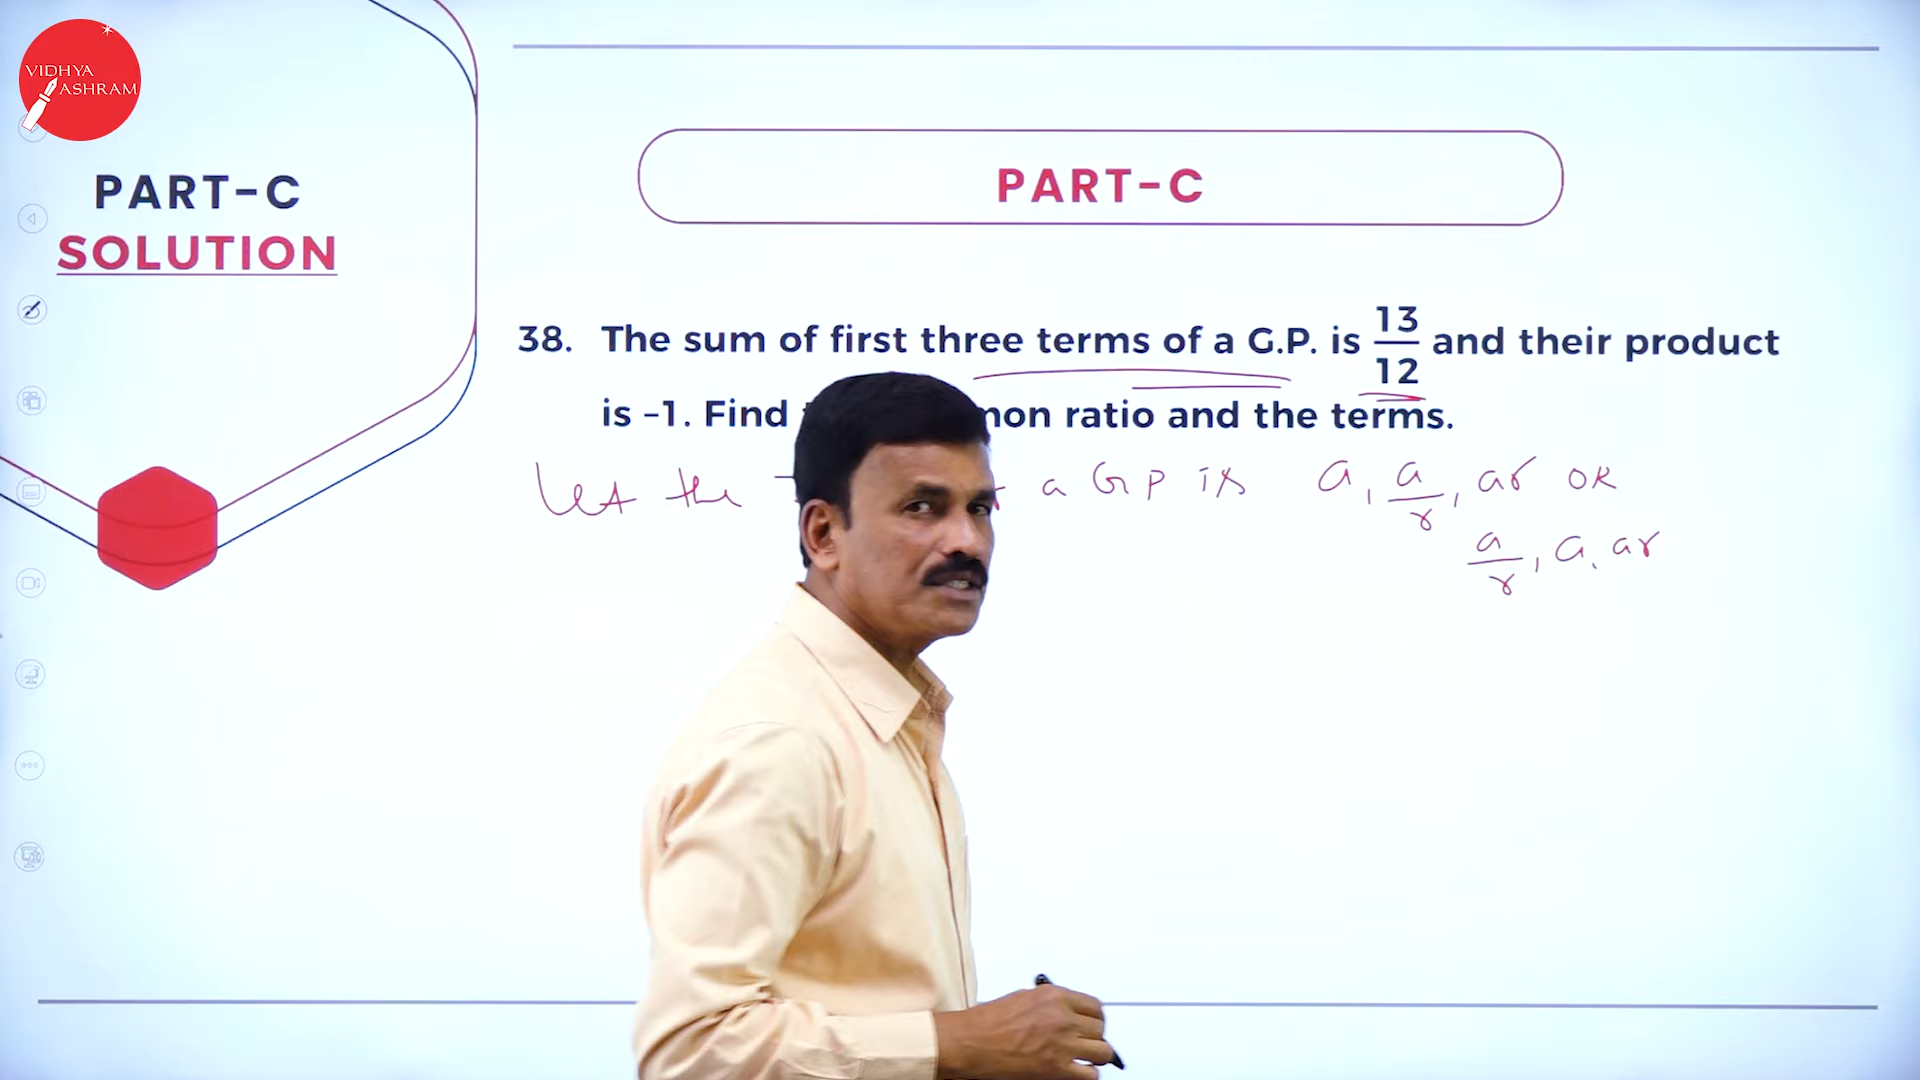 VIDHYA
ASHRAM
PART-C
SOLUTION
PART-C
38. The sum of first three terms of a G.P. is 13/12 and their product
is –1. Find mon ratio and the terms.
Let the a GP is a, a/r, ar OR
a/r, a, ar